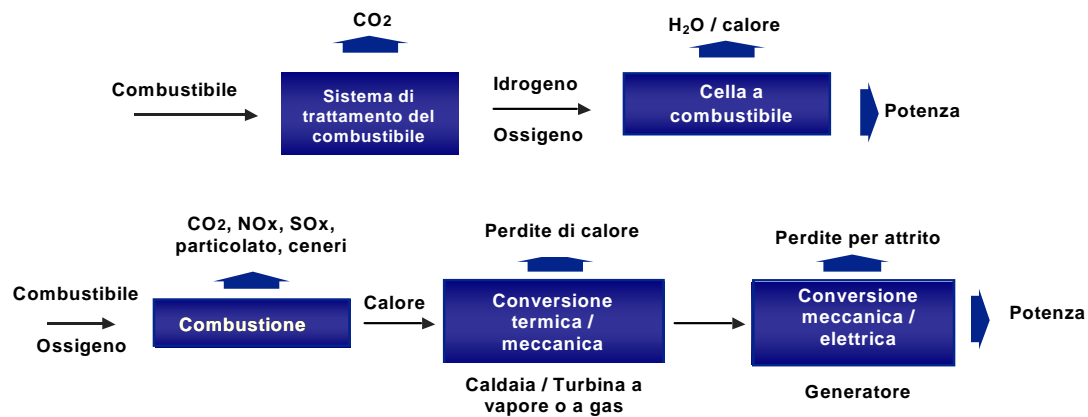 CO2
H2O / calore
Combustibile
Sistema di
trattamento del
combustibile
Idrogeno
Ossigeno
Cella a
combustibile
Potenza
CO2, NOx, SOx,
particolato, ceneri
Perdite di calore
Perdite per attrito
Combustibile
Ossigeno
Combustione
Calore
Conversione
termica /
meccanica
Conversione
meccanica /
elettrica
Potenza
Caldaia / Turbina a
vapore o a gas
Generatore